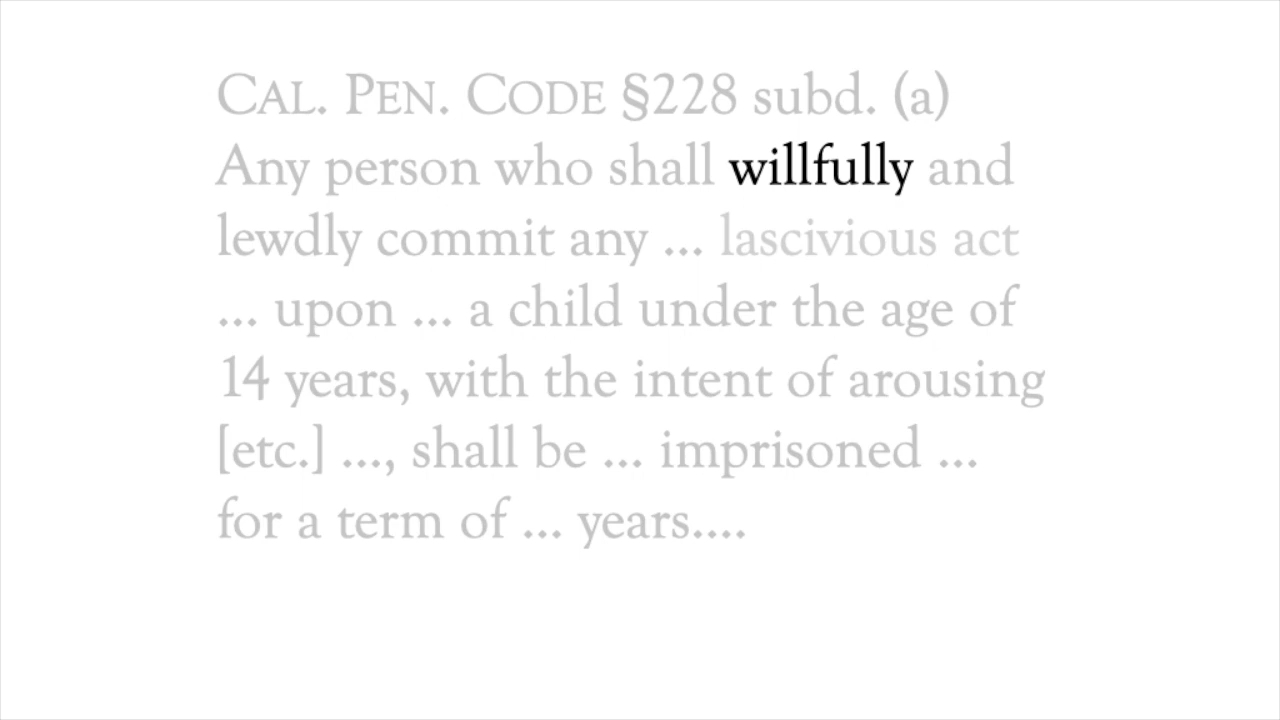 CAL. PEN. CODE §228 subd. (a)
Any person who shall willfully and
lewdly commit any ... lascivious act
... upon ... a child under the age of
14 years, with the intent of arousing
[etc.] ..., shall be ... imprisoned ...
for a term of ... years....